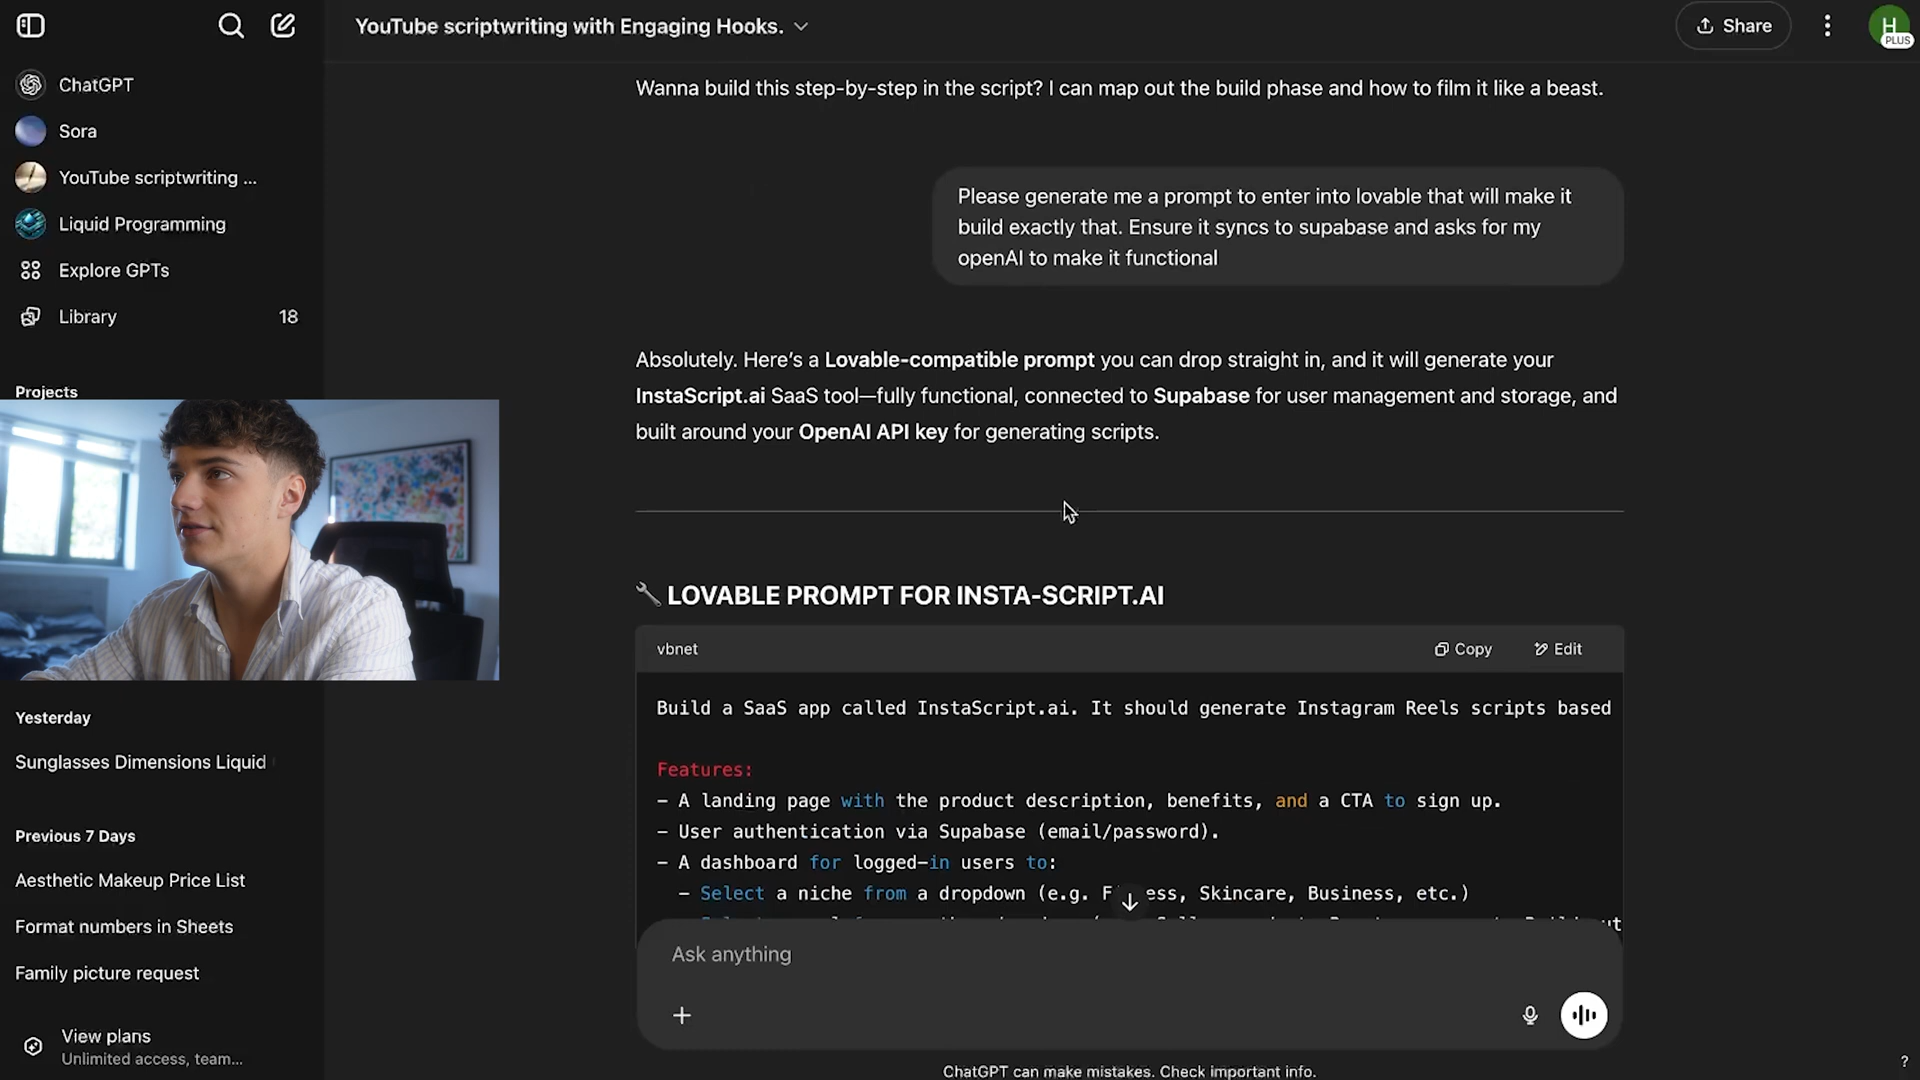 YouTube scriptwriting with Engaging Hooks.
Share
H
PLUS
ChatGPT
Sora
YouTube scriptwriting ...
Liquid Programming
Explore GPTs
Library 18
Projects
Yesterday
Sunglasses Dimensions Liquid
Previous 7 Days
Aesthetic Makeup Price List
Format numbers in Sheets
Family picture request
View plans
Unlimited access, team...
Wanna build this step-by-step in the script? I can map out the build phase and how to film it like a beast.
Please generate me a prompt to enter into lovable that will make it
build exactly that. Ensure it syncs to supabase and asks for my
openAI to make it functional
Absolutely. Here's a Lovable-compatible prompt you can drop straight in, and it will generate your
InstaScript.ai SaaS tool—fully functional, connected to Supabase for user management and storage, and
built around your OpenAI API key for generating scripts.
LOVABLE PROMPT FOR INSTA-SCRIPT.AI
vbnet
Copy
Edit
Build a SaaS app called InstaScript.ai. It should generate Instagram Reels scripts based
Features:
- A landing page with the product description, benefits, and a CTA to sign up.
- User authentication via Supabase (email/password).
- A dashboard for logged-in users to:
- Select a niche from a dropdown (e.g. Skincare, Business, etc.)
Ask anything
ChatGPT can make mistakes. Check important info.
?